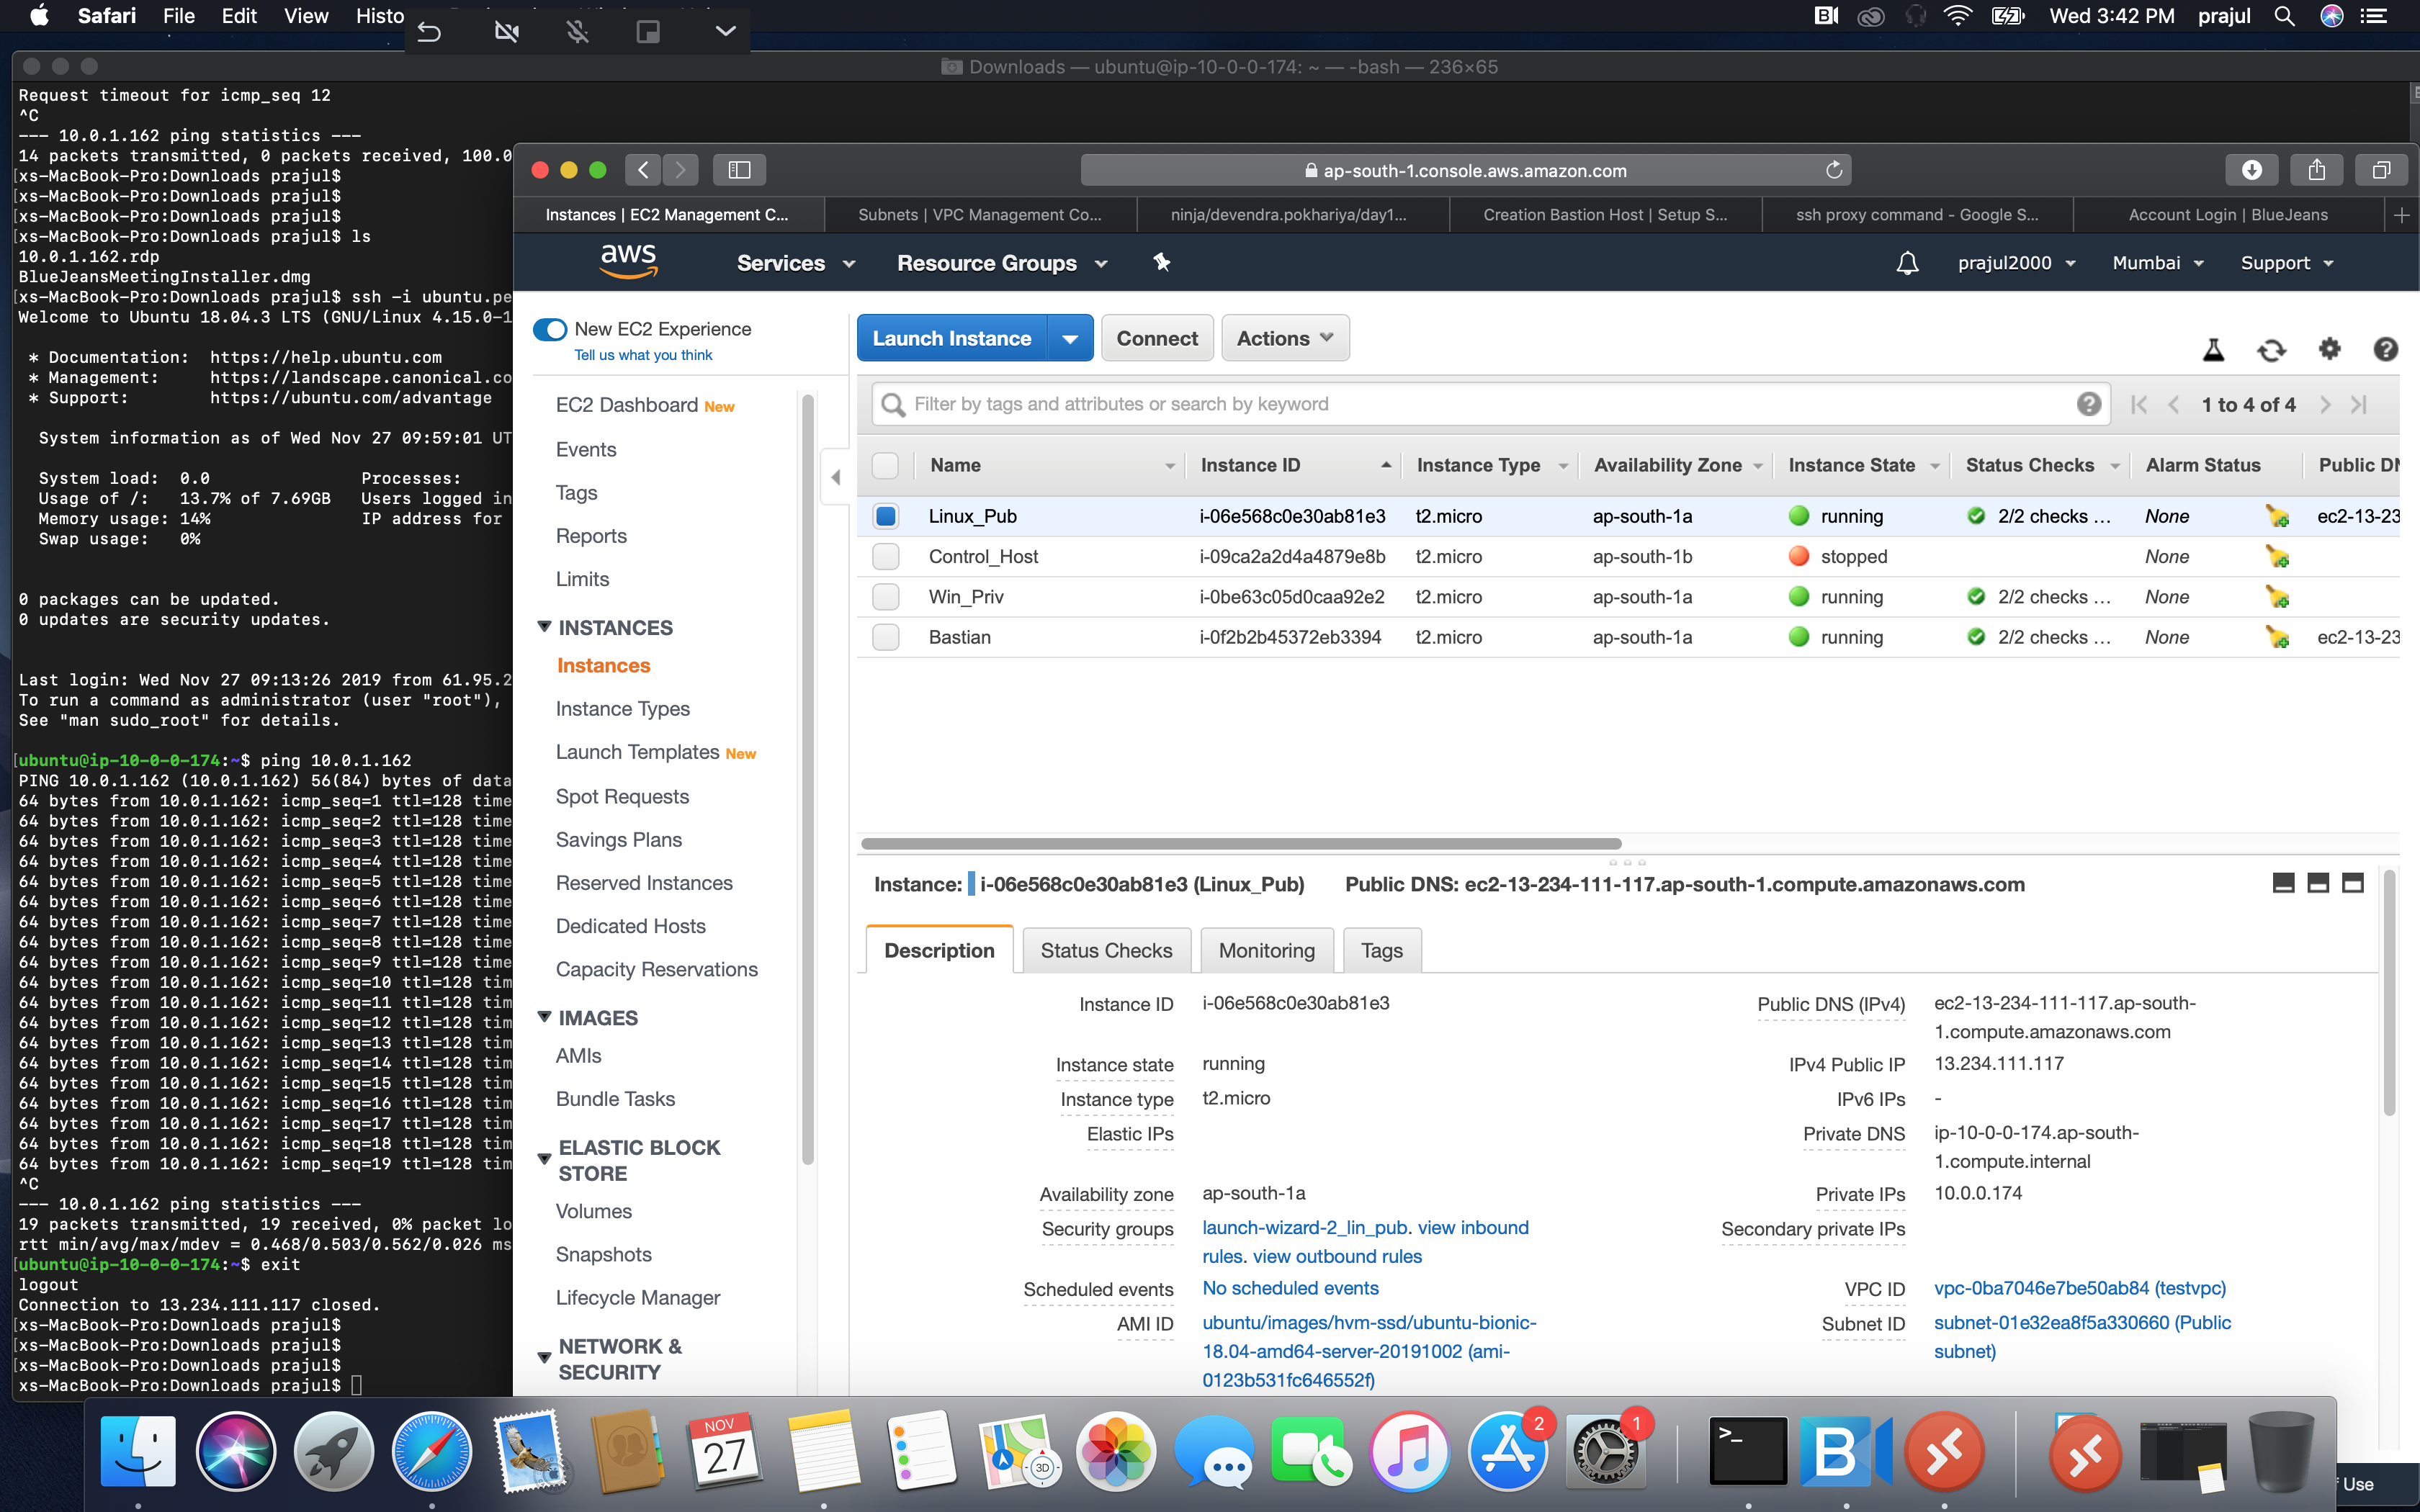 Safari File Edit View Histo
Wed 3:42 PM prajul
Downloads — ubuntu@ip-10-0-0-174: ~ — -bash — 236×65
Request timeout for icmp_seq 12
^C
--- 10.0.1.162 ping statistics ---
14 packets transmitted, 0 packets received, 100.0
[xs-MacBook-Pro:Downloads prajul$
[xs-MacBook-Pro:Downloads prajul$
[xs-MacBook-Pro:Downloads prajul$
[xs-MacBook-Pro:Downloads prajul$ ls
10.0.1.162.rdp
BlueJeansMeetingInstaller.dmg
[xs-MacBook-Pro:Downloads prajul$ ssh -i ubuntu.pe
Welcome to Ubuntu 18.04.3 LTS (GNU/Linux 4.15.0-1
* Documentation: https://help.ubuntu.com
* Management: https://landscape.canonical.co
* Support: https://ubuntu.com/advantage
System information as of Wed Nov 27 09:59:01 UT
System load: 0.0 Processes:
Usage of /: 13.7% of 7.69GB Users logged in
Memory usage: 14% IP address for
Swap usage: 0%
0 packages can be updated.
0 updates are security updates.
Last login: Wed Nov 27 09:13:26 2019 from 61.95.2
To run a command as administrator (user "root"),
See "man sudo_root" for details.
[ubuntu@ip-10-0-0-174:~$ ping 10.0.1.162
PING 10.0.1.162 (10.0.1.162) 56(84) bytes of data
64 bytes from 10.0.1.162: icmp_seq=1 ttl=128 time
64 bytes from 10.0.1.162: icmp_seq=2 ttl=128 time
64 bytes from 10.0.1.162: icmp_seq=3 ttl=128 time
64 bytes from 10.0.1.162: icmp_seq=4 ttl=128 time
64 bytes from 10.0.1.162: icmp_seq=5 ttl=128 time
64 bytes from 10.0.1.162: icmp_seq=6 ttl=128 time
64 bytes from 10.0.1.162: icmp_seq=7 ttl=128 time
64 bytes from 10.0.1.162: icmp_seq=8 ttl=128 time
64 bytes from 10.0.1.162: icmp_seq=9 ttl=128 time
64 bytes from 10.0.1.162: icmp_seq=10 ttl=128 tim
64 bytes from 10.0.1.162: icmp_seq=11 ttl=128 tim
64 bytes from 10.0.1.162: icmp_seq=12 ttl=128 tim
64 bytes from 10.0.1.162: icmp_seq=13 ttl=128 tim
64 bytes from 10.0.1.162: icmp_seq=14 ttl=128 tim
64 bytes from 10.0.1.162: icmp_seq=15 ttl=128 tim
64 bytes from 10.0.1.162: icmp_seq=16 ttl=128 tim
64 bytes from 10.0.1.162: icmp_seq=17 ttl=128 tim
64 bytes from 10.0.1.162: icmp_seq=18 ttl=128 tim
64 bytes from 10.0.1.162: icmp_seq=19 ttl=128 tim
^C
--- 10.0.1.162 ping statistics ---
19 packets transmitted, 19 received, 0% packet lo
rtt min/avg/max/mdev = 0.468/0.503/0.562/0.026 ms
[ubuntu@ip-10-0-0-174:~$ exit
logout
Connection to 13.234.111.117 closed.
[xs-MacBook-Pro:Downloads prajul$
[xs-MacBook-Pro:Downloads prajul$
[xs-MacBook-Pro:Downloads prajul$
xs-MacBook-Pro:Downloads prajul$
ap-south-1.console.aws.amazon.com
Instances | EC2 Management C...
Subnets | VPC Management Co...
ninja/devendra.pokhariya/day1...
Creation Bastion Host | Setup S...
ssh proxy command - Google S...
Account Login | BlueJeans
aws Services Resource Groups prajul2000 Mumbai Support
New EC2 Experience
Tell us what you think
EC2 Dashboard New
Events
Tags
Reports
Limits
INSTANCES
Instances
Instance Types
Launch Templates New
Spot Requests
Savings Plans
Reserved Instances
Dedicated Hosts
Capacity Reservations
IMAGES
AMIs
Bundle Tasks
ELASTIC BLOCK
STORE
Volumes
Snapshots
Lifecycle Manager
NETWORK &
SECURITY
Launch Instance Connect Actions
Filter by tags and attributes or search by keyword
1 to 4 of 4
Name Instance ID Instance Type Availability Zone Instance State Status Checks Alarm Status Public DN
Linux_Pub i-06e568c0e30ab81e3 t2.micro ap-south-1a running 2/2 checks ... None ec2-13-23
Control_Host i-09ca2a2d4a4879e8b t2.micro ap-south-1b stopped None
Win_Priv i-0be63c05d0caa92e2 t2.micro ap-south-1a running 2/2 checks ... None
Bastian i-0f2b2b45372eb3394 t2.micro ap-south-1a running 2/2 checks ... None ec2-13-23
Instance: i-06e568c0e30ab81e3 (Linux_Pub) Public DNS: ec2-13-234-111-117.ap-south-1.compute.amazonaws.com
Description Status Checks Monitoring Tags
Instance ID i-06e568c0e30ab81e3
Instance state running
Instance type t2.micro
Elastic IPs
Availability zone ap-south-1a
Security groups launch-wizard-2_lin_pub. view inbound
rules. view outbound rules
Scheduled events No scheduled events
AMI ID ubuntu/images/hvm-ssd/ubuntu-bionic-
18.04-amd64-server-20191002 (ami-
0123b531fc646552f)
Public DNS (IPv4) ec2-13-234-111-117.ap-south-
1.compute.amazonaws.com
IPv4 Public IP 13.234.111.117
IPv6 IPs -
Private DNS ip-10-0-0-174.ap-south-
1.compute.internal
Private IPs 10.0.0.174
Secondary private IPs
VPC ID vpc-0ba7046e7be50ab84 (testvpc)
Subnet ID subnet-01e32ea8f5a330660 (Public
subnet)
NOV
27
3D
2
1
>_
B
Use